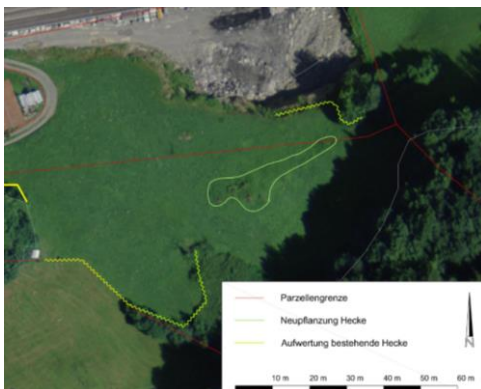 Parzellengrenze
Neupflanzung Hecke
Aufwertung bestehende Hecke
N
10 m 20 m 30 m 40 m 50 m 60 m